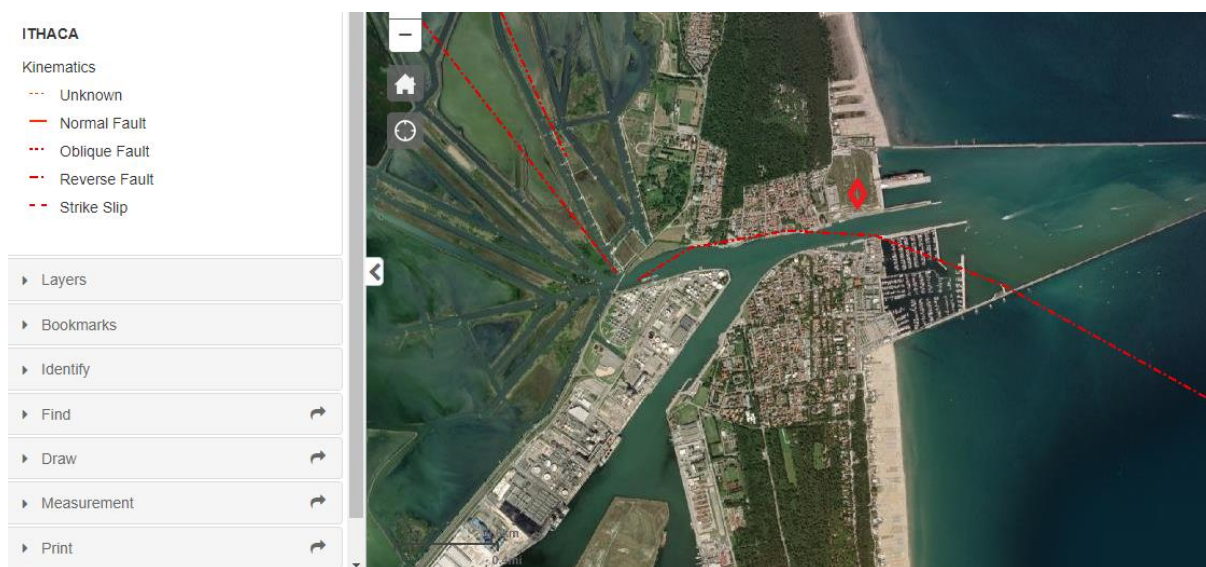 ITHACA
Kinematics
Unknown
Normal Fault
Oblique Fault
Reverse Fault
Strike Slip
Layers
Bookmarks
Identify
Find
Draw
Measurement
Print